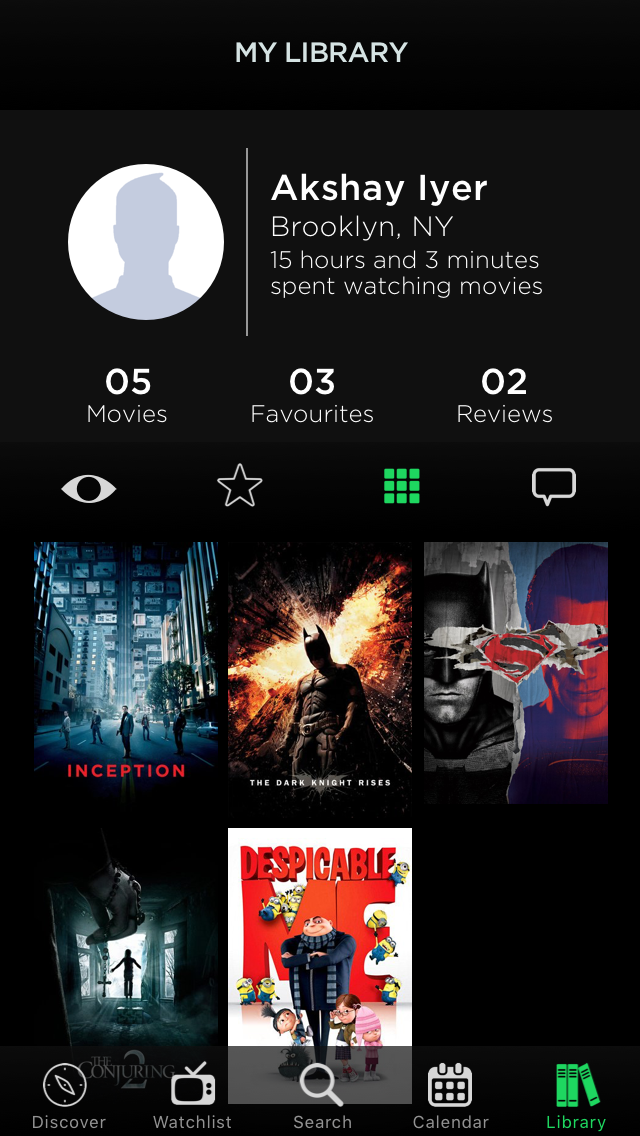 MY LIBRARY
Akshay Iyer
Brooklyn, NY
15 hours and 3 minutes
spent watching movies
05
Movies
03
Favourites
02
Reviews
INCEPTION
THE DARK KNIGHT RISES
DESPICABLE
ME
THE
CONJURING
2
Discover
Watchlist
Search
Calendar
Library